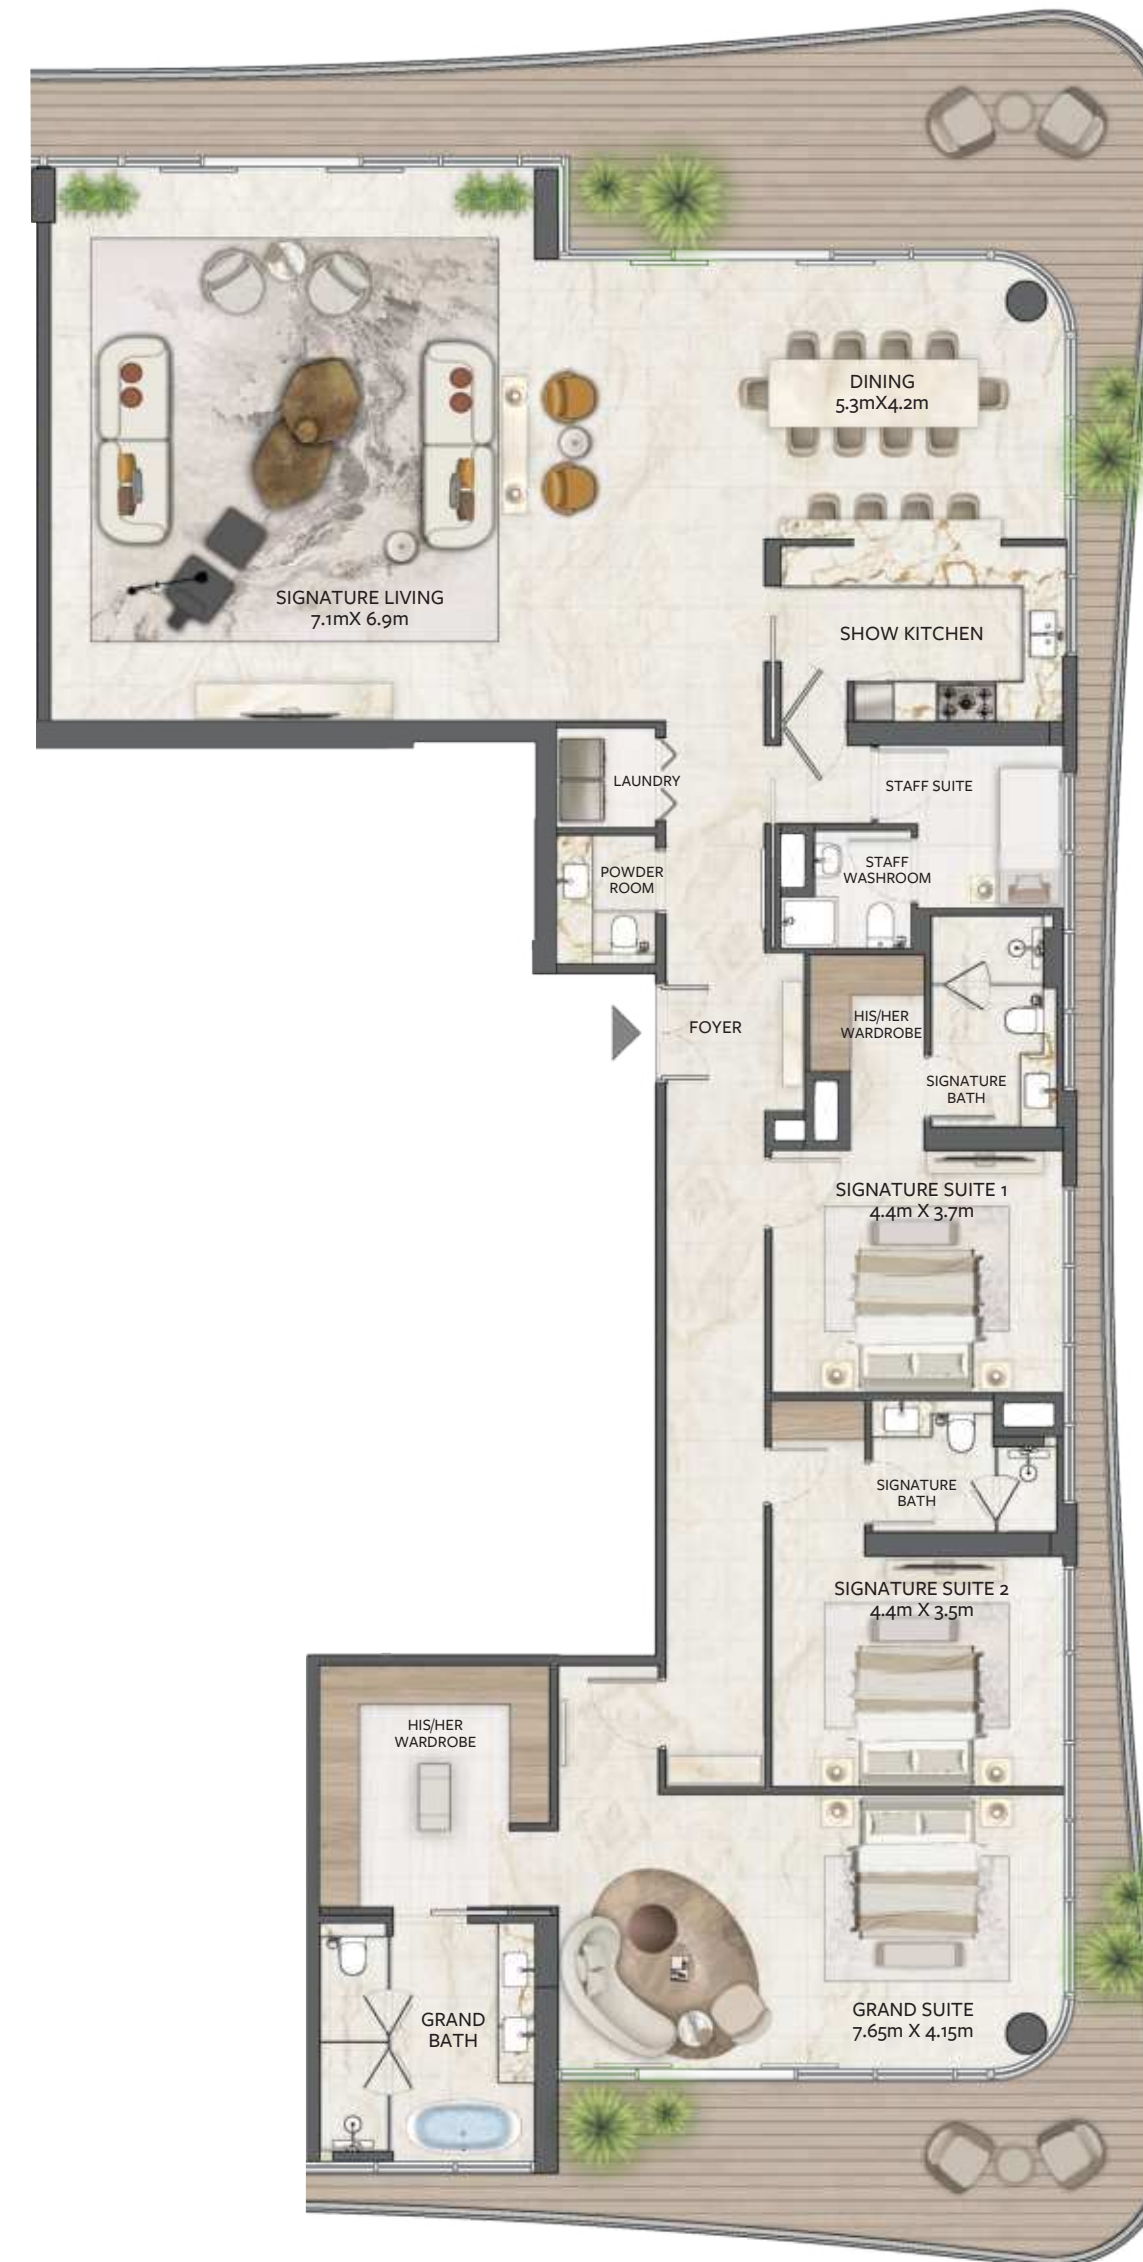 DINING
5.3mX4.2m
SIGNATURE LIVING
7.1mX 6.9m
SHOW KITCHEN
LAUNDRY
STAFF SUITE
POWDER
ROOM
STAFF
WASHROOM
FOYER
HIS/HER
WARDROBE
SIGNATURE
BATH
SIGNATURE SUITE 1
4.4m X 3.7m
SIGNATURE
BATH
SIGNATURE SUITE 2
4.4m X 3.5m
HIS/HER
WARDROBE
GRAND
BATH
GRAND SUITE
7.65m X 4.15m